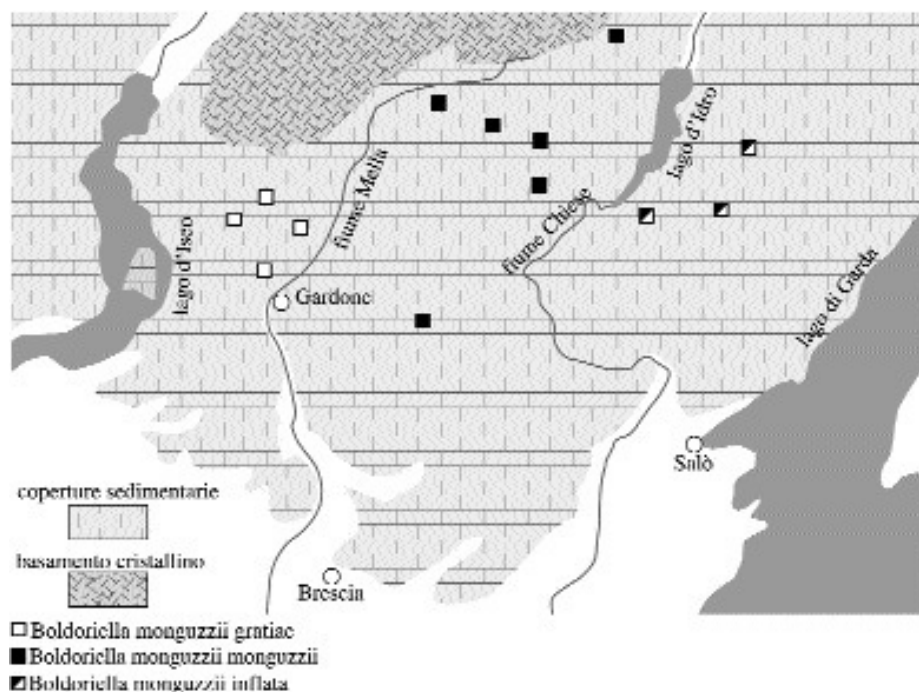 lago d'Idro
fiume Mella
fiume Chiese
lago d'Iseo
Gardone
lago di Garda
Salò
coperture sedimentarie
basamento cristallino
Brescia
Boldoriella monguzzii gratiae
Boldoriella monguzzii monguzzii
Boldoriella monguzzii inflata